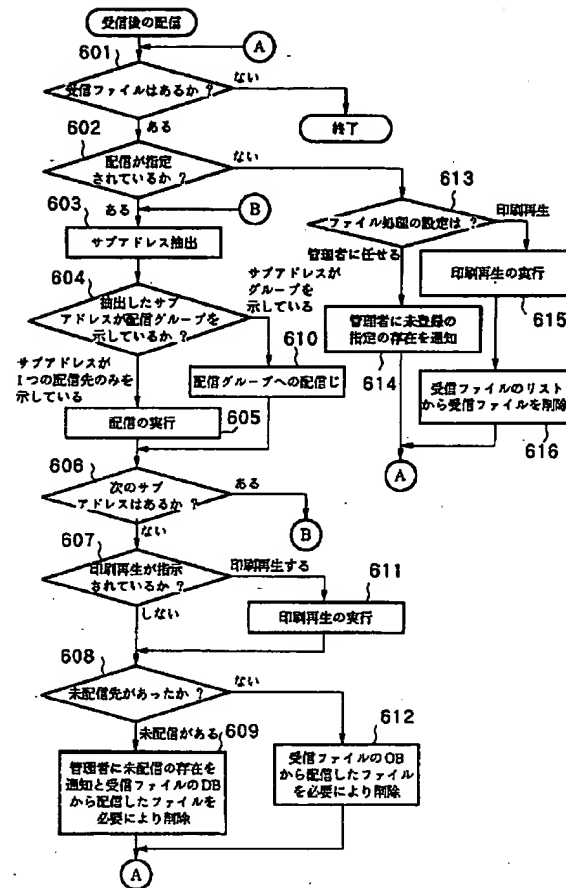 受信後の配信
A
601
受信ファイルはあるか？
ない
ある
終了
602
配信が指定
されているか？
ない
ある
B
603
サブアドレス抽出
604
抽出したサブ
アドレスが配信グループを
示しているか？
サブアドレスが
グループを
示している
サブアドレスが
1つの配信先のみを
示している
610
配信グループへの配信じ
配信の実行
605
606
次のサブ
アドレスはあるか？
ある
B
ない
607
印刷再生が指示
されているか？
印刷再生する
611
印刷再生の実行
しない
608
未配信先があったか？
ない
未配信がある
609
管理者に未配信の存在を
通知と受信ファイルのDB
から配信したファイルを
必要により削除
612
受信ファイルのOB
から配信したファイル
を必要により削除
A
613
ファイル処理の設定は？
印刷再生
管理者に任せる
印刷再生の実行
615
管理者に未登録の
指定の存在を通知
614
受信ファイルのリスト
から受信ファイルを削除
616
A